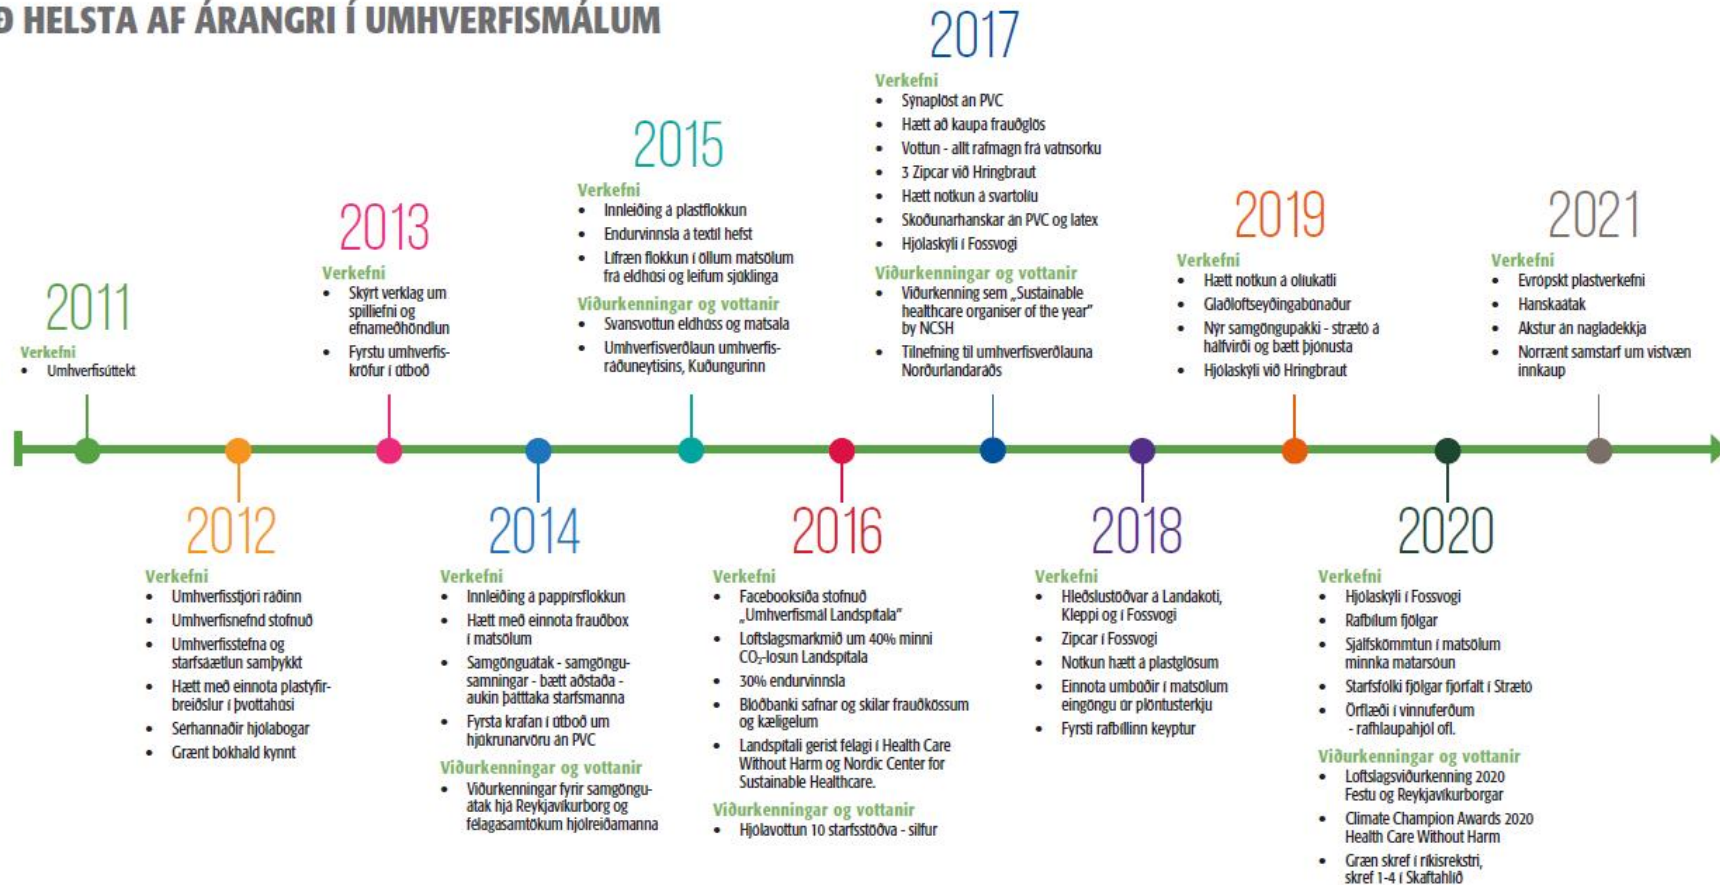 Ð HELSTA AF ÁRANGRI Í UMHVERFISMÁLUM
2011
Verkefni
• Umhverfisúttekt
2012
Verkefni
• Umhverfisstjóri ráðinn
• Umhverfisnefnd stofnuð
• Umhverfisstefna og
starfsáætlun samþykkt
• Hætt með einnota plastyfir-
breiðslur í þvottahúsi
• Sérhannaðir hjólabogar
• Grænt bókhald kynnt
2013
Verkefni
• Skýrt verklag um
spilliefni og
efnameðhöndlun
• Fyrstu umhverfis-
kröfur í útboð
2014
Verkefni
• Innleiðing á pappírsflokkun
• Hætt með einnota frauðbox
í matsölum
• Samgönguátak - samgöngu-
samningar - bætt aðstaða -
aukin þátttaka starfsmanna
• Fyrsta krafan í útboð um
hjúkrunarvöru án PVC
Viðurkenningar og vottanir
• Viðurkenningar fyrir samgöngu-
átak hjá Reykjavíkurborg og
félagasamtökum hjólreiðamanna
2015
Verkefni
• Innleiðing á plastflokkun
• Endurvinnsla á textíl hefst
• Lífræn flokkun í öllum matsölum
frá eldhúsi og leifum sjúklinga
Viðurkenningar og vottanir
• Svansvottun eldhúss og matsala
• Umhverfisverðlaun umhverfis-
ráðuneytisins, Kuðungurinn
2016
Verkefni
• Facebooksíða stofnuð
„Umhverfismál Landspítala“
• Loftslagsmarkmið um 40% minni
CO₂-losun Landspítala
• 30% endurvinnsla
• Blóðbanki safnar og skilar frauðkössum
og kæligelum
• Landspítali gerist félagi í Health Care
Without Harm og Nordic Center for
Sustainable Healthcare.
Viðurkenningar og vottanir
• Hjólavottun 10 starfsstöðva - silfur
2017
Verkefni
• Sýnaplöst án PVC
• Hætt að kaupa frauðglös
• Vottun - allt rafmagn frá vatnsorku
• 3 Zipcar við Hringbraut
• Hætt notkun á svartolíu
• Skoðunarhanskar án PVC og latex
• Hjólaskýli í Fossvogi
Viðurkenningar og vottanir
• Viðurkenning sem „Sustainable
healthcare organiser of the year“
by NCSH
• Tilnefning til umhverfisverðlauna
Norðurlandaráðs
2018
Verkefni
• Hleðslustöðvar á Landakoti,
Kleppi og í Fossvogi
• Zipcar í Fossvogi
• Notkun hætt á plastglösum
• Einnota umbúðir í matsölum
eingöngu úr plöntusterkju
• Fyrsti rafbíllinn keyptur
2019
Verkefni
• Hætt notkun á olíukatli
• Glaðloftseyðingabúnaður
• Nýr samgöngupakki - strætó á
hálfvirði og bætt þjónusta
• Hjólaskýli við Hringbraut
2020
Verkefni
• Hjólaskýli í Fossvogi
• Rafbílum fjölgar
• Sjálfskömmtun í matsölum
minnka matarsóun
• Starfsfólki fjölgar fjórfalt í Strætó
• Örflæði í vinnuferðum
- rafhlaupahjól ofl.
Viðurkenningar og vottanir
• Loftslagsviðurkenning 2020
Festu og Reykjavíkurborgar
• Climate Champion Awards 2020
Health Care Without Harm
• Græn skref í ríkisrekstri,
skref 1-4 í Skaftahlíð
2021
Verkefni
• Evrópskt plastverkefni
• Hanskaátak
• Akstur án nagladekkja
• Norrænt samstarf um vistvæn
innkaup